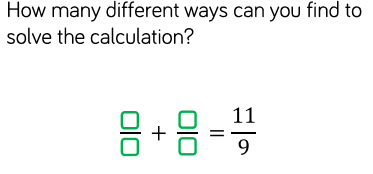 How many different ways can you find to
solve the calculation?
□/□ + □/□ = 11/9